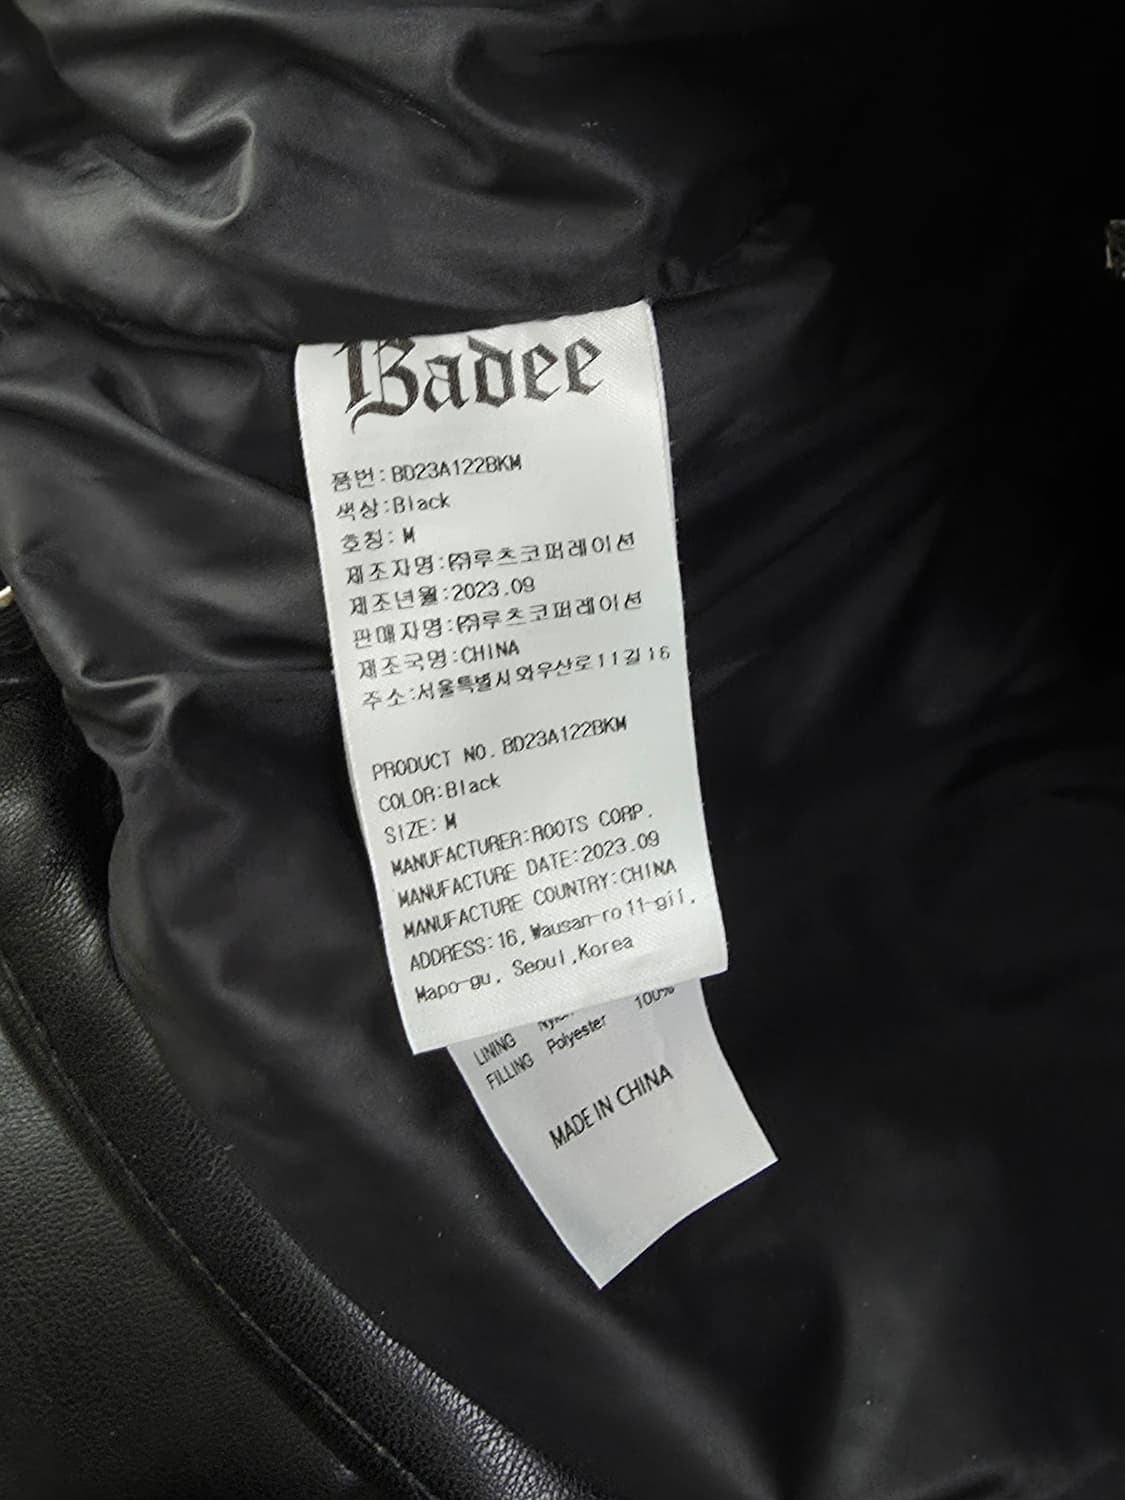 Badee
품번:BD23A122BKM
색상:Black
호칭: M
제조자명:㈜루츠코퍼레이션
제조년월:2023.09
판매자명:㈜루츠코퍼레이션
제조국명:CHINA
주소:서울특별시 와우산로11길 16
PRODUCT NO. BD23A122BKM
COLOR:Black
SIZE: M
MANUFACTURER:ROOTS CORP.
MANUFACTURE DATE:2023.09
MANUFACTURE COUNTRY:CHINA
ADDRESS:16, Wausan-ro 11-gil,
Mapo-gu, Seoul,Korea
LINING 100%
FILLING Polyester
MADE IN CHINA